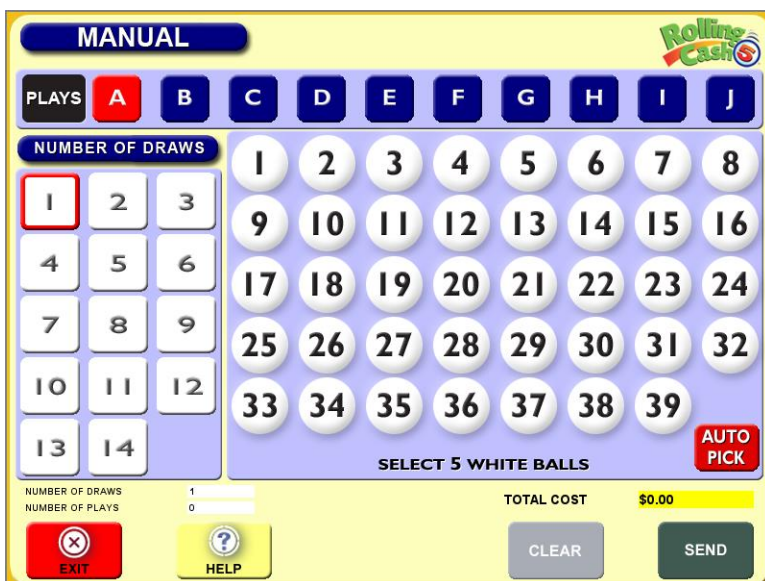 MANUAL
Rolling
Cash 5
PLAYS A B C D E F G H I J
NUMBER OF DRAWS
1 2 3
4 5 6
7 8 9
10 11 12
13 14
1 2 3 4 5 6 7 8
9 10 11 12 13 14 15 16
17 18 19 20 21 22 23 24
25 26 27 28 29 30 31 32
33 34 35 36 37 38 39
AUTO
PICK
SELECT 5 WHITE BALLS
NUMBER OF DRAWS 1
NUMBER OF PLAYS 0
TOTAL COST $0.00
EXIT
? HELP
CLEAR
SEND